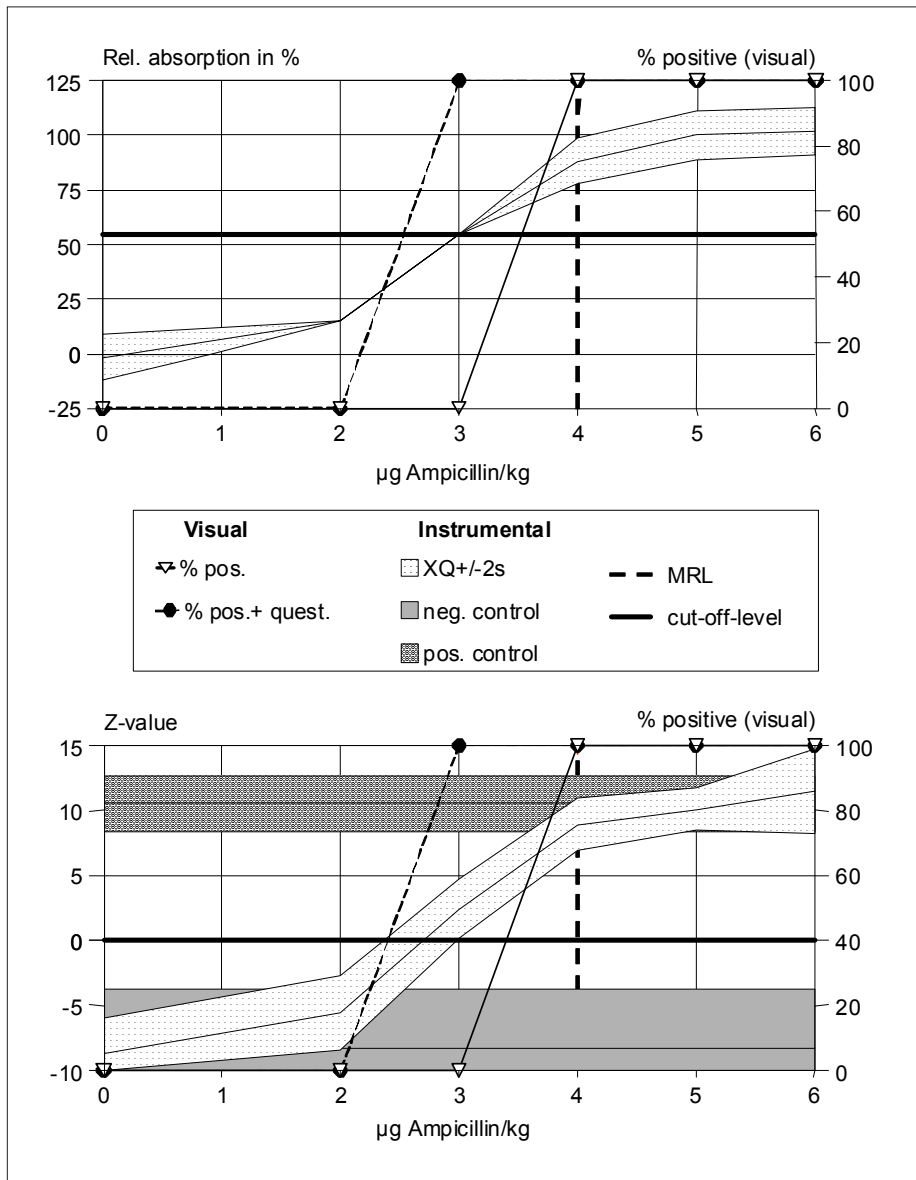 Rel. absorption in % % positive (visual)
125 100
100 80
75 60
50 40
25 20
0
-25 0
0 1 2 3 4 5 6
µg Ampicillin/kg
Visual Instrumental
% pos. XQ+/-2s MRL
% pos.+ quest. neg. control cut-off-level
pos. control
Z-value % positive (visual)
15 100
10 80
5 60
0 40
-5 20
-10 0
0 1 2 3 4 5 6
µg Ampicillin/kg